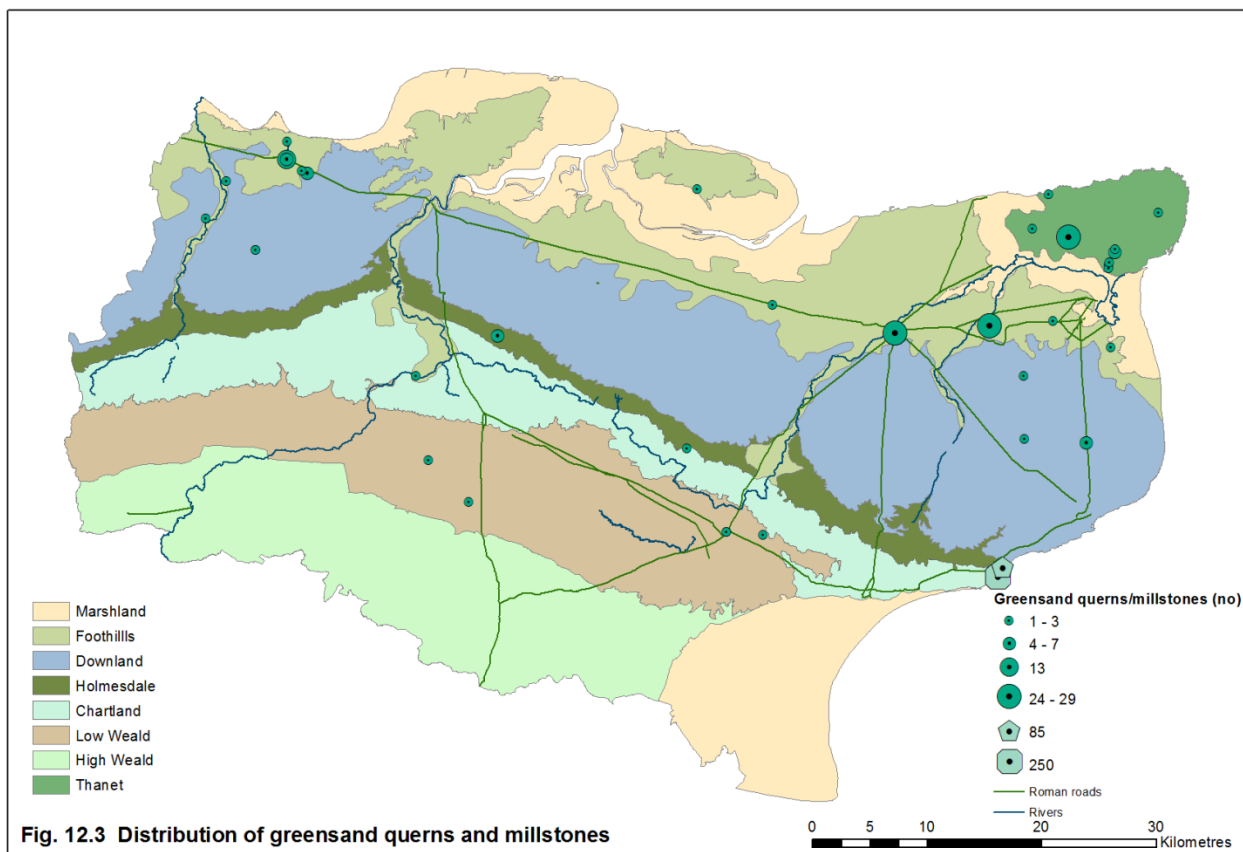 Marshland
Foothills
Downland
Holmesdale
Chartland
Low Weald
High Weald
Thanet
Greensand querns/millstones (no)
1 - 3
4 - 7
13
24 - 29
85
250
Roman roads
Rivers
Fig. 12.3 Distribution of greensand querns and millstones
0 5 10 20 30
Kilometres